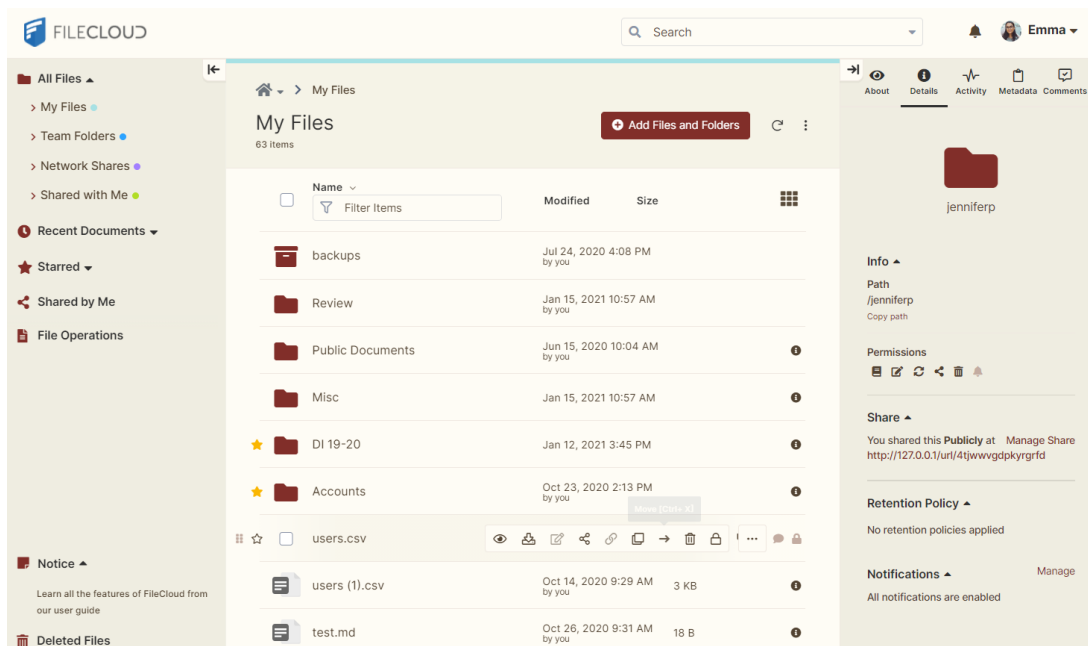 FILECLOUD
Search
Emma
All Files
My Files
Team Folders
Network Shares
Shared with Me
Recent Documents
Starred
Shared by Me
File Operations
Notice
Learn all the features of FileCloud from
our user guide
Deleted Files
My Files
My Files
63 items
Add Files and Folders
Name
Filter Items
Modified
Size
backups
Jul 24, 2020 4:08 PM
by you
Review
Jan 15, 2021 10:57 AM
by you
Public Documents
Jun 15, 2020 10:04 AM
by you
Misc
Jan 15, 2021 10:57 AM
DI 19-20
Jan 12, 2021 3:45 PM
Accounts
Oct 23, 2020 2:13 PM
by you
Move (Ctrl+ X)
users.csv
users (1).csv
Oct 14, 2020 9:29 AM
by you
3 KB
test.md
Oct 26, 2020 9:31 AM
by you
18 B
About
Details
Activity
Metadata
Comments
jenniferp
Info
Path
/jenniferp
Copy path
Permissions
Share
You shared this Publicly at Manage Share
http://127.0.0.1/url/4tjwwvgdpkyrgrfd
Retention Policy
No retention policies applied
Notifications
Manage
All notifications are enabled